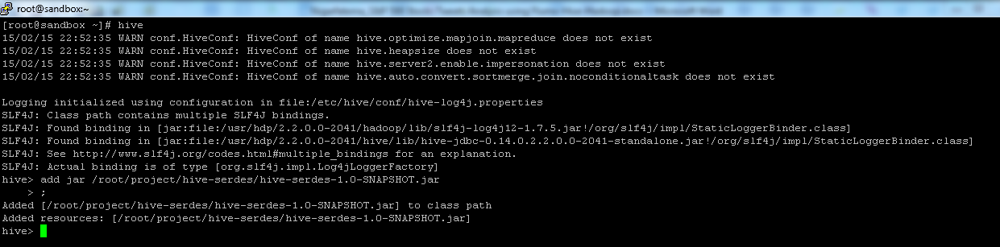 root@sandbox:~
[root@sandbox ~]# hive
15/02/15 22:52:35 WARN conf.HiveConf: HiveConf of name hive.optimize.mapjoin.mapreduce does not exist
15/02/15 22:52:35 WARN conf.HiveConf: HiveConf of name hive.heapsize does not exist
15/02/15 22:52:35 WARN conf.HiveConf: HiveConf of name hive.server2.enable.impersonation does not exist
15/02/15 22:52:35 WARN conf.HiveConf: HiveConf of name hive.auto.convert.sortmerge.join.noconditionaltask does not exist
Logging initialized using configuration in file:/etc/hive/conf/hive-log4j.properties
SLF4J: Class path contains multiple SLF4J bindings.
SLF4J: Found binding in [jar:file:/usr/hdp/2.2.0.0-2041/hadoop/lib/slf4j-log4j12-1.7.5.jar!/org/slf4j/impl/StaticLoggerBinder.class]
SLF4J: Found binding in [jar:file:/usr/hdp/2.2.0.0-2041/hive/lib/hive-jdbc-0.14.0.2.2.0.0-2041-standalone.jar!/org/slf4j/impl/StaticLoggerBinder.class]
SLF4J: See http://www.slf4j.org/codes.html#multiple_bindings for an explanation.
SLF4J: Actual binding is of type [org.slf4j.impl.Log4jLoggerFactory]
hive> add jar /root/project/hive-serdes/hive-serdes-1.0-SNAPSHOT.jar
    > ;
Added [/root/project/hive-serdes/hive-serdes-1.0-SNAPSHOT.jar] to class path
Added resources: [/root/project/hive-serdes/hive-serdes-1.0-SNAPSHOT.jar]
hive>